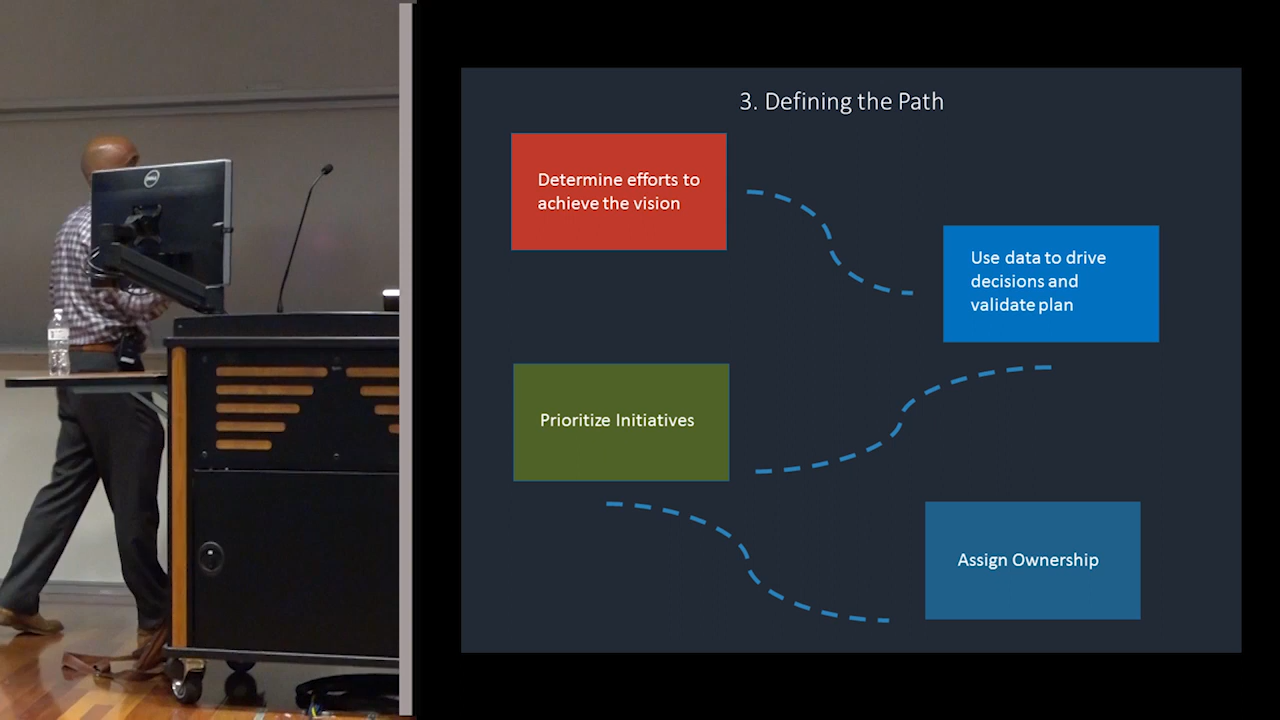 DELL
3. Defining the Path
Determine efforts to
achieve the vision
Use data to drive
decisions and
validate plan
Prioritize Initiatives
Assign Ownership